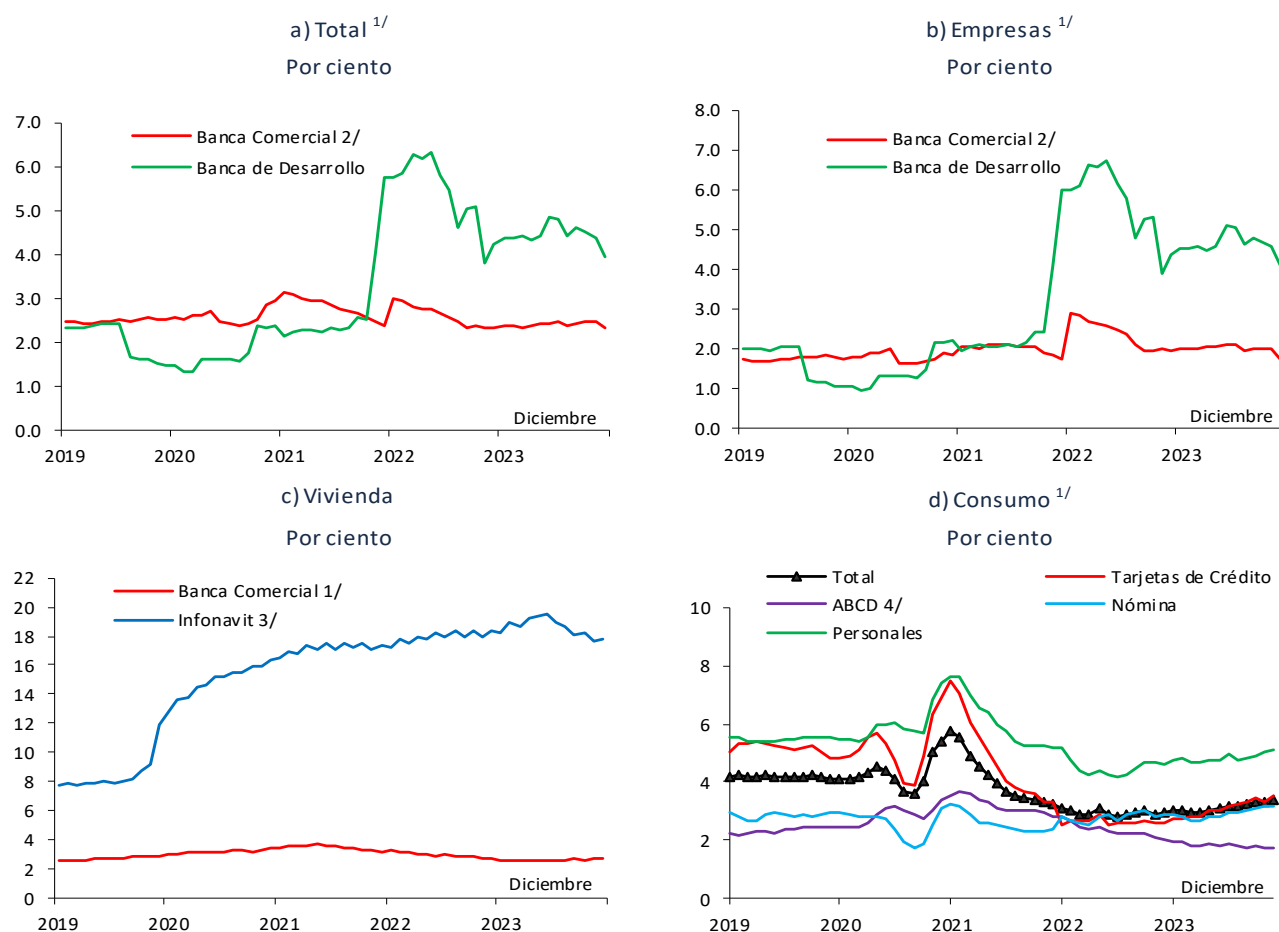 a) Total 1/
Por ciento
7.0
6.0
5.0
4.0
3.0
2.0
1.0
0.0
Banca Comercial 2/
Banca de Desarrollo
Diciembre
2019 2020 2021 2022 2023
b) Empresas 1/
Por ciento
8.0
7.0
6.0
5.0
4.0
3.0
2.0
1.0
0.0
Banca Comercial 2/
Banca de Desarrollo
Diciembre
2019 2020 2021 2022 2023
c) Vivienda
Por ciento
22
20
18
16
14
12
10
8
6
4
2
0
Banca Comercial 1/
Infonavit 3/
Diciembre
2019 2020 2021 2022 2023
d) Consumo 1/
Por ciento
Total Tarjetas de Crédito
ABCD 4/ Nómina
Personales
10
8
6
4
2
0
Diciembre
2019 2020 2021 2022 2023